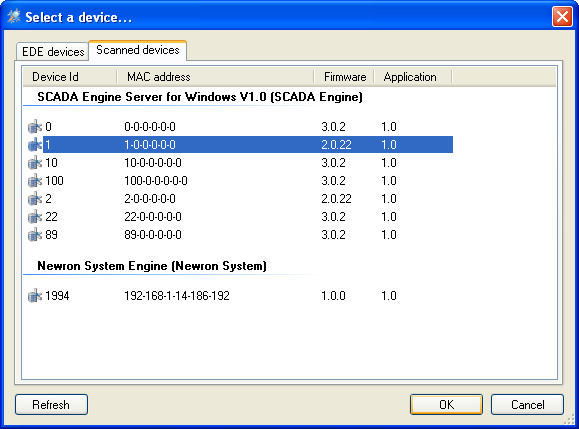 Select a device...
EDE devices Scanned devices
Device Id MAC address Firmware Application
SCADA Engine Server for Windows V1.0 (SCADA Engine)
0 0-0-0-0-0-0 3.0.2 1.0
1 1-0-0-0-0-0 2.0.22 1.0
10 10-0-0-0-0-0 3.0.2 1.0
100 100-0-0-0-0-0 3.0.2 1.0
2 2-0-0-0-0-0 2.0.22 1.0
22 22-0-0-0-0-0 3.0.2 1.0
89 89-0-0-0-0-0 3.0.2 1.0
Newron System Engine (Newron System)
1994 192-168-1-14-186-192 1.0.0 1.0
Refresh OK Cancel